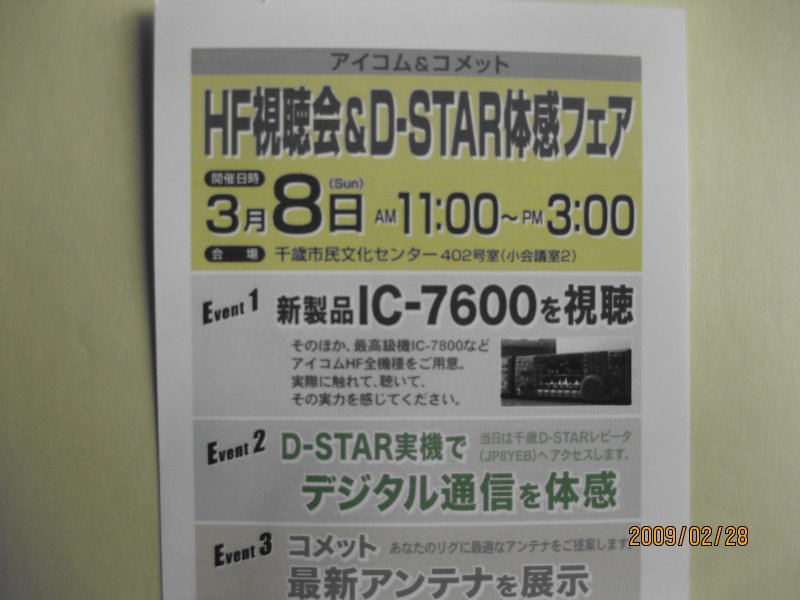 アイコム&コメット
HF視聴会&D-STAR体感フェア
開催日時 3月8日(Sun) AM11:00～PM3:00
会場 千歳市民文化センター 402号室(小会議室2)
Event 1 新製品IC-7600を視聴
そのほか、最高級機IC-7800など
アイコムHF全機種をご用意。
実際に触れて、聴いて、
その実力を感じてください。
Event 2 D-STAR実機で
当日は千歳D-STARレピータ
(JP8YEB)へアクセスします。
デジタル通信を体感
Event 3 コメット あなたのリグに最適なアンテナをご提案します。
最新アンテナを展示
2009/02/28